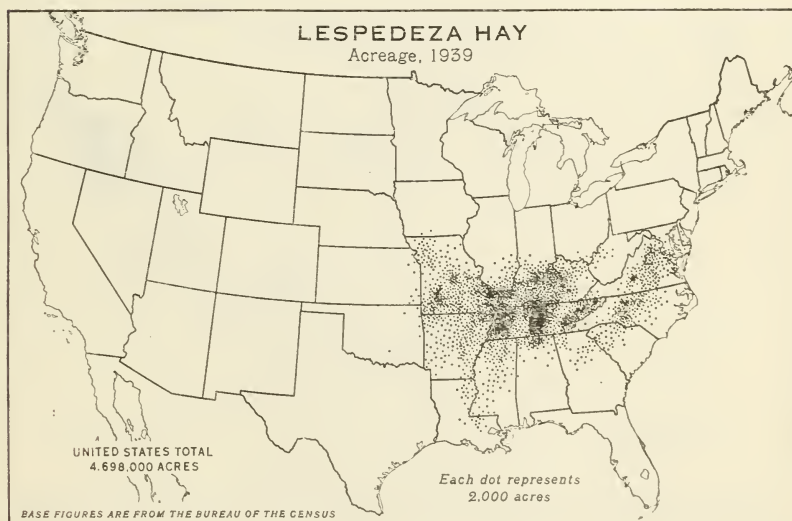 LESPEDEZA HAY
Acreage, 1939
UNITED STATES TOTAL
4.698,000 ACRES
Each dot represents
2,000 acres
BASE FIGURES ARE FROM THE BUREAU OF THE CENSUS